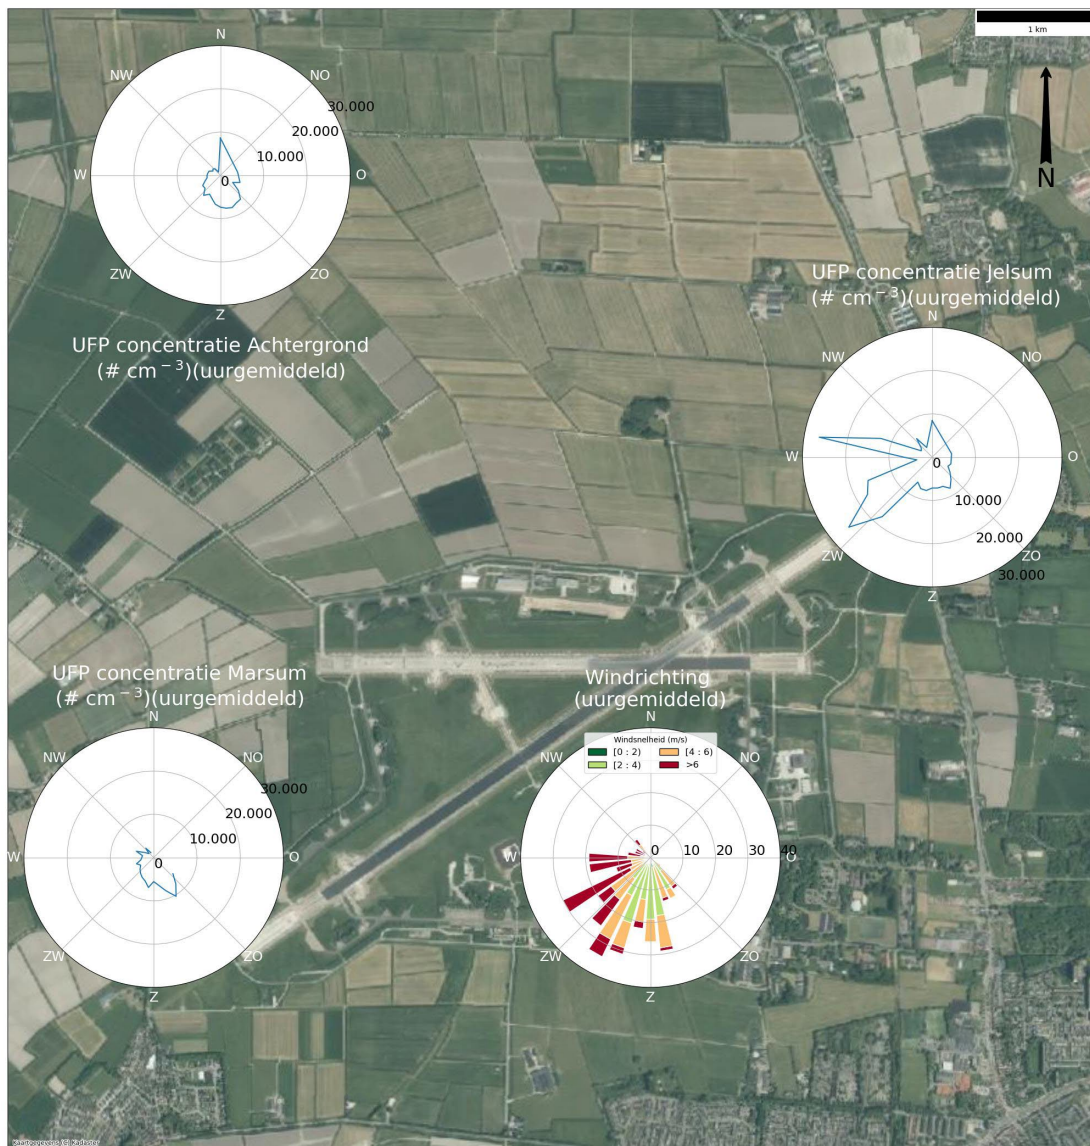 1 km
N
N
NW
NO
30.000
20.000
10.000
W
0
O
ZW
ZO
Z
UFP concentratie Achtergrond
(# cm⁻³)(uurgemiddeld)
UFP concentratie Jelsum
(# cm⁻³)(uurgemiddeld)
N
NW
NO
W
0
O
10.000
20.000
ZW
ZO
30.000
Z
UFP concentratie Marsum
(# cm⁻³)(uurgemiddeld)
N
NW
NO
30.000
20.000
10.000
W
0
O
ZW
ZO
Z
Windrichting
(uurgemiddeld)
N
Windsnelheid (m/s)
[0 : 2)
[4 : 6)
[2 : 4)
>6
NW
NO
W
0
10
20
30
40
O
ZW
ZO
Z
Kaartgegevens (C) Kadaster